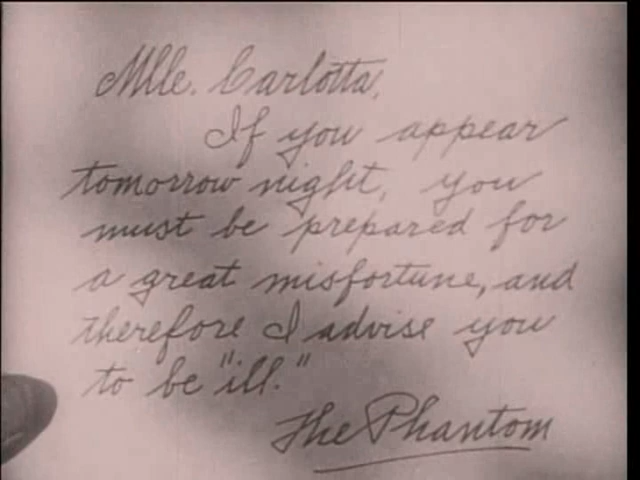 Mlle. Carlotta,
If you appear
tomorrow night, you
must be prepared for
a great misfortune, and
therefore I advise you
to be "ill."
The Phantom